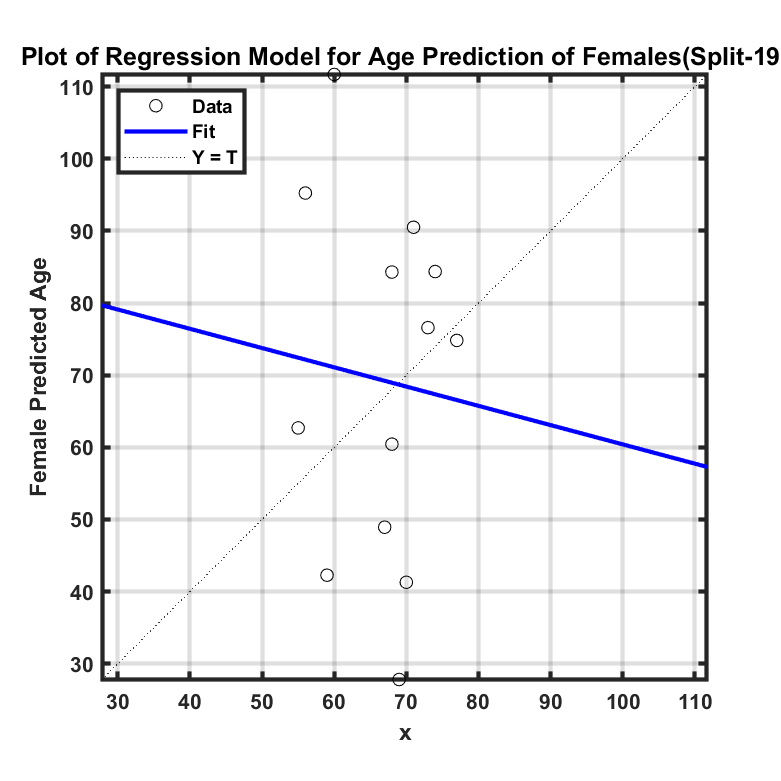 Plot of Regression Model for Age Prediction of Females(Split-19
Data
Fit
Y = T
110
100
90
80
70
60
50
40
30
Female Predicted Age
30 40 50 60 70 80 90 100 110
x